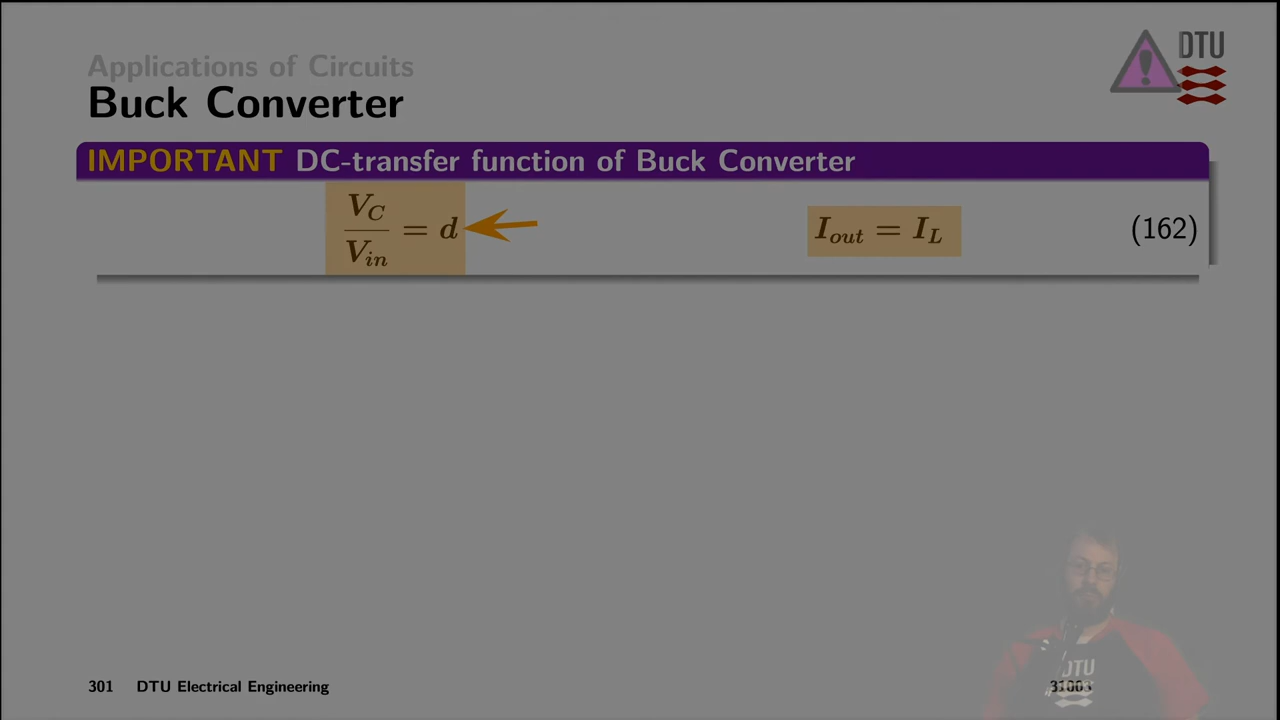 Applications of Circuits
DTU
Buck Converter
IMPORTANT DC-transfer function of Buck Converter
V_C / V_in = d
I_out = I_L
(162)
DTU
301 DTU Electrical Engineering